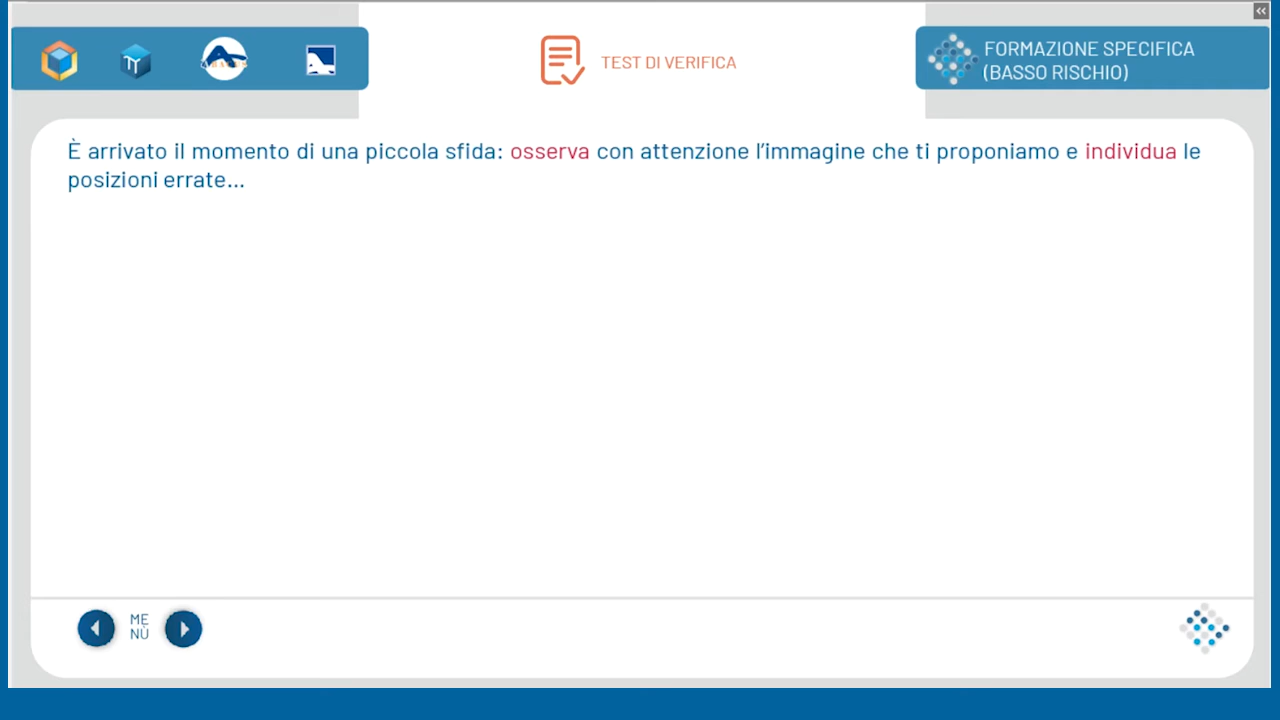 TEST DI VERIFICA
FORMAZIONE SPECIFICA
(BASSO RISCHIO)
È arrivato il momento di una piccola sfida: osserva con attenzione l'immagine che ti proponiamo e individua le
posizioni errate...
ME
NÙ